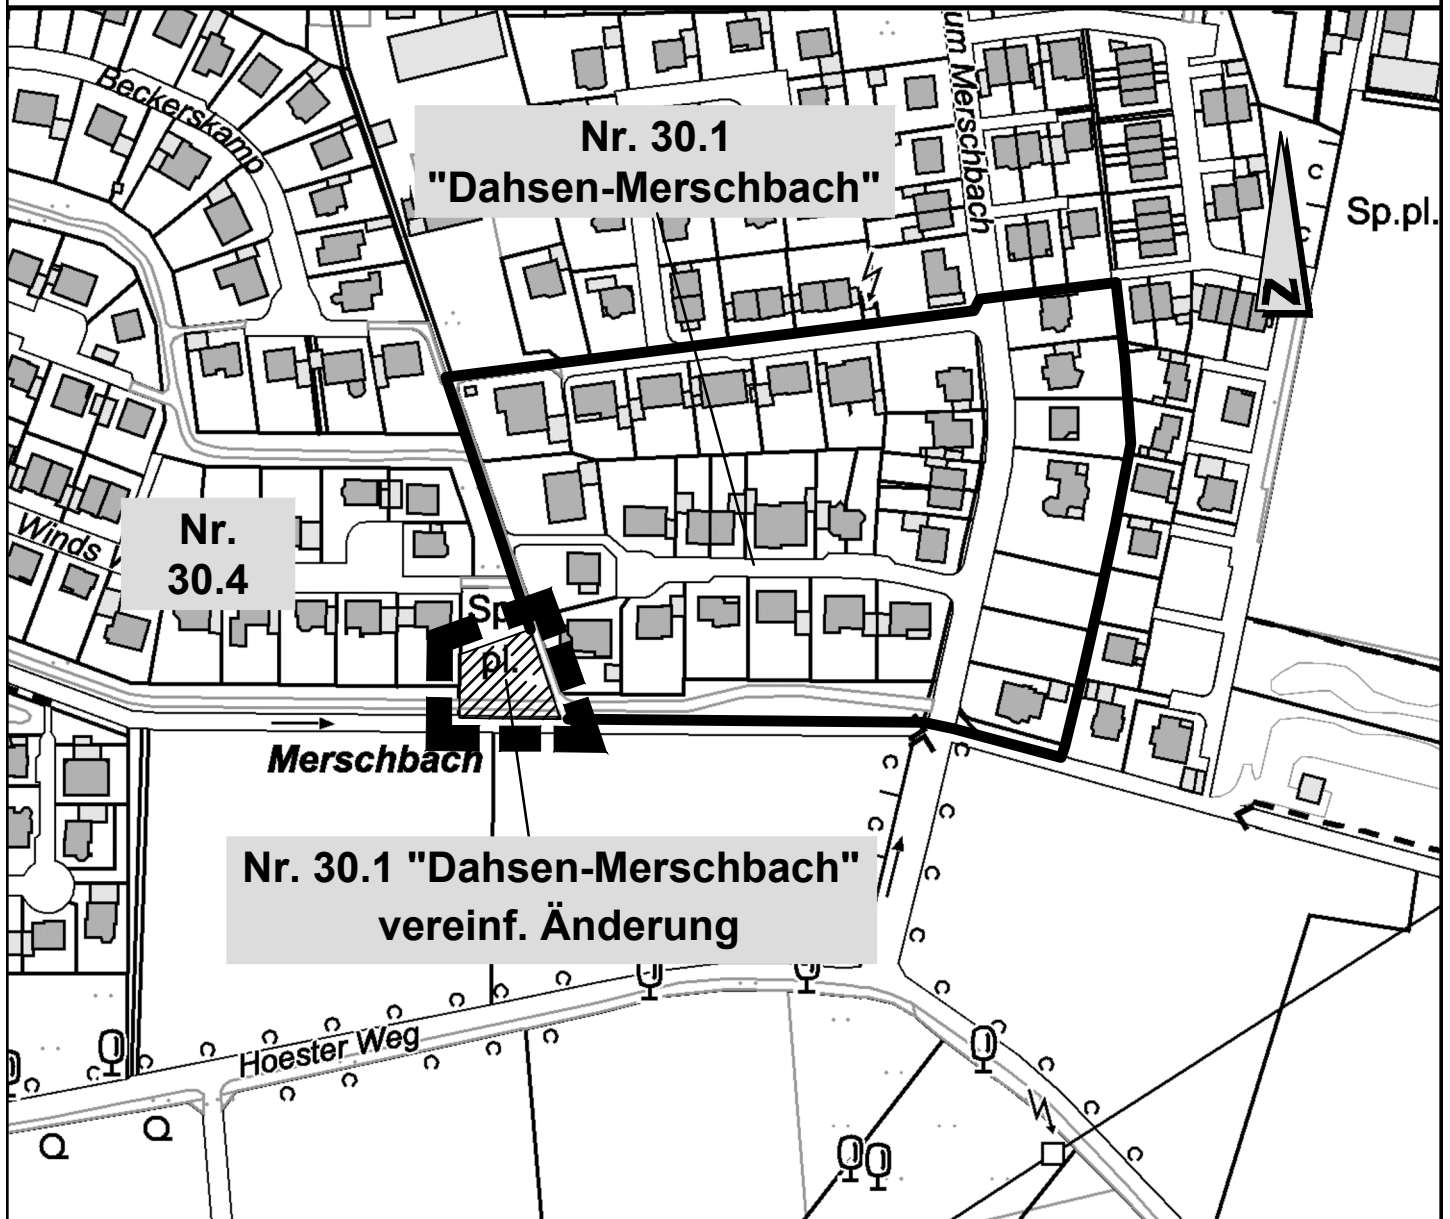 Beckerskamp
um Merschbach
Nr. 30.1
"Dahsen-Merschbach"
Sp.pl.
N
Nr.
30.4
Winds
Sp
pl.
Merschbach
Nr. 30.1 "Dahsen-Merschbach"
vereinf. Änderung
Hoester Weg